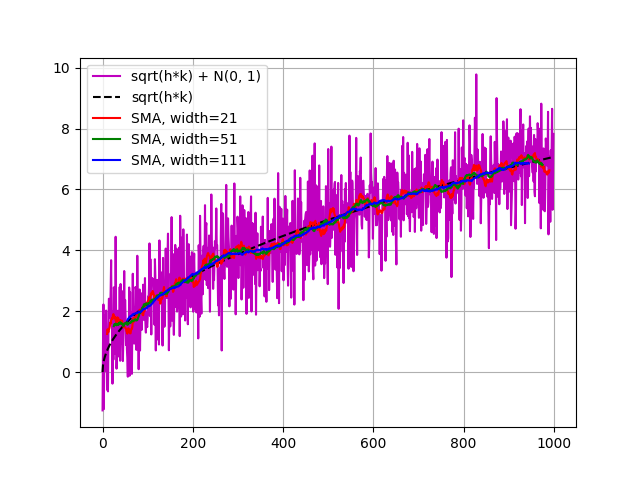 10
8
6
4
2
0
sqrt(h*k) + N(0, 1)
sqrt(h*k)
SMA, width=21
SMA, width=51
SMA, width=111
0 200 400 600 800 1000